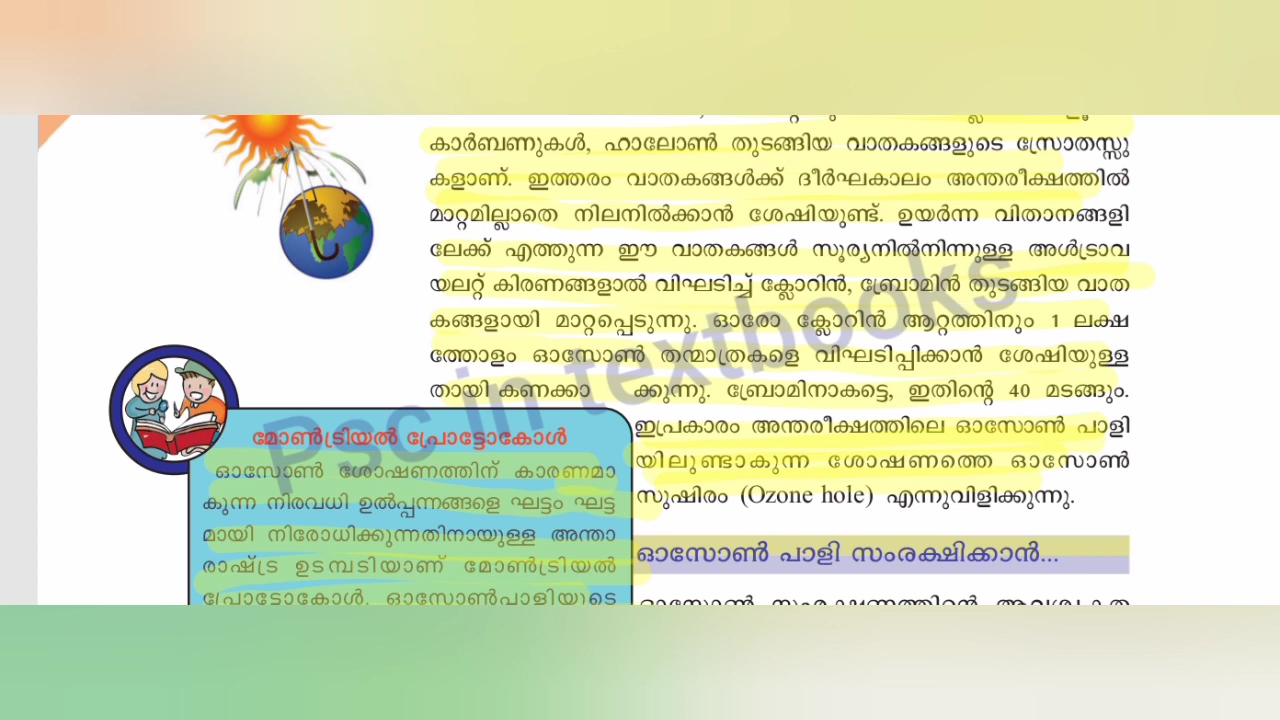 കാർബണുകൾ, ഹാലോൺ തുടങ്ങിയ വാതകങ്ങളുടെ സ്രോതസ്സു
കളാണ്. ഇത്തരം വാതകങ്ങൾക്ക് ദീർഘകാലം അന്തരീക്ഷത്തിൽ
മാറ്റമില്ലാതെ നിലനിൽക്കാൻ ശേഷിയുണ്ട്. ഉയർന്ന വിതാനങ്ങളി
ലേക്ക് എത്തുന്ന ഈ വാതകങ്ങൾ സൂര്യനിൽനിന്നുള്ള അൾട്രാവ
യലറ്റ് കിരണങ്ങളാൽ വിഘടിച്ച് ക്ലോറിൻ, ബ്രോമിൻ തുടങ്ങിയ വാത
കങ്ങളായി മാറ്റപ്പെടുന്നു. ഓരോ ക്ലോറിൻ ആറ്റത്തിനും 1 ലക്ഷ
ത്തോളം ഓസോൺ തന്മാത്രകളെ വിഘടിപ്പിക്കാൻ ശേഷിയുള്ള
തായി കണക്കാ ക്കുന്നു. ബ്രോമിനാകട്ടെ, ഇതിന്റെ 40 മടങ്ങും.
ഇപ്രകാരം അന്തരീക്ഷത്തിലെ ഓസോൺ പാളി
യിലുണ്ടാകുന്ന ശോഷണത്തെ ഓസോൺ
സുഷിരം (Ozone hole) എന്നുവിളിക്കുന്നു.
മോൺട്രിയൽ പ്രോട്ടോകോൾ
ഓസോൺ ശോഷണത്തിന് കാരണമാ
കുന്ന നിരവധി ഉൽപ്പന്നങ്ങളെ ഘട്ടം ഘട്ട
മായി നിരോധിക്കുന്നതിനായുള്ള അന്താ
രാഷ്ട്ര ഉടമ്പടിയാണ് മോൺട്രിയൽ
പ്രോട്ടോകോൾ. ഓസോൺപാളിയുടെ
ഓസോൺ പാളി സംരക്ഷിക്കാൻ...
Psc in textbooks